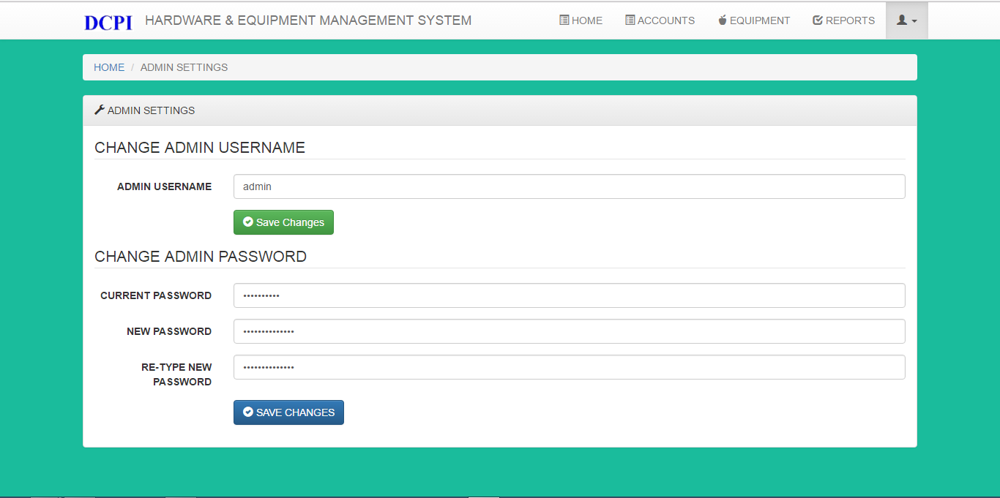 DCPI HARDWARE & EQUIPMENT MANAGEMENT SYSTEM HOME ACCOUNTS EQUIPMENT REPORTS
HOME / ADMIN SETTINGS
ADMIN SETTINGS
CHANGE ADMIN USERNAME
ADMIN USERNAME admin
Save Changes
CHANGE ADMIN PASSWORD
CURRENT PASSWORD ••••••••••
NEW PASSWORD ••••••••••••••
RE-TYPE NEW ••••••••••••••
PASSWORD
SAVE CHANGES